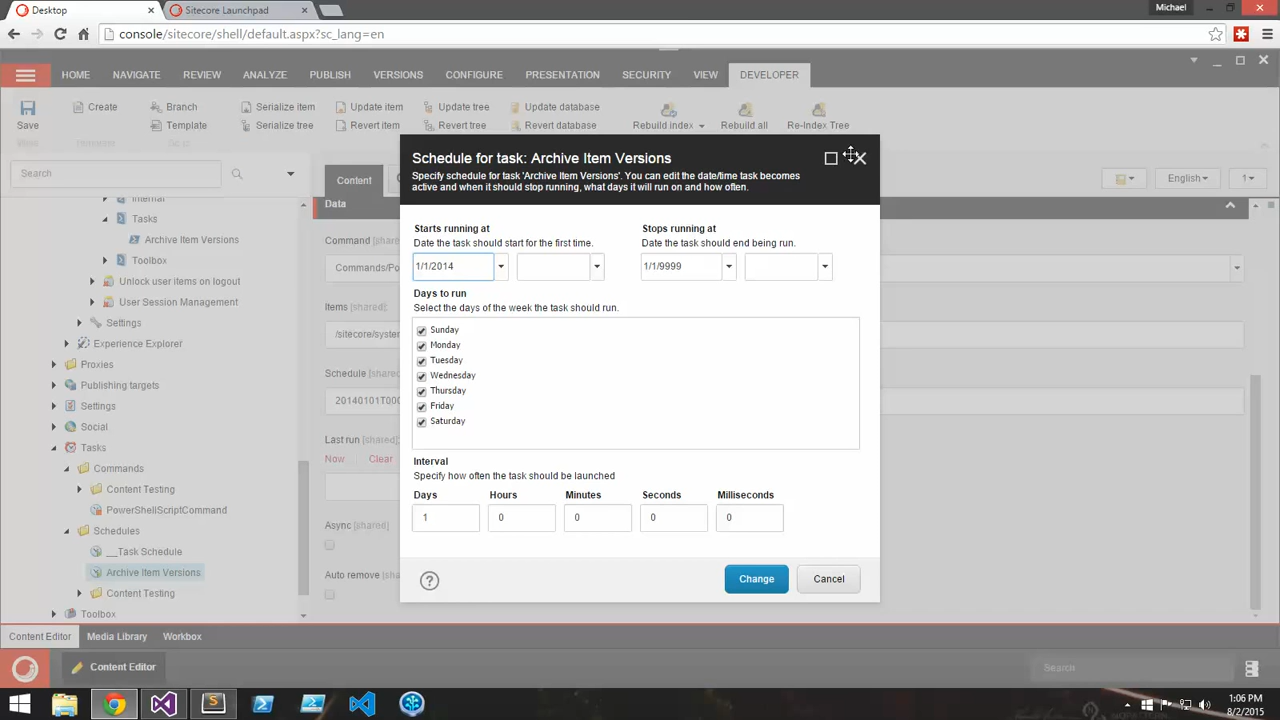 Desktop
Sitecore Launchpad
Michael
console/sitecore/shell/default.aspx?sc_lang=en
HOME NAVIGATE REVIEW ANALYZE PUBLISH VERSIONS CONFIGURE PRESENTATION SECURITY VIEW DEVELOPER
Create Branch Serialize item Update item Update tree Update database
Save Template Serialize tree Revert item Revert tree Revert database Rebuild index Rebuild all Re-Index Tree
Search
Content
English
1
Internal
Tasks
Archive Item Versions
Toolbox
Unlock user items on logout
User Session Management
Settings
Experience Explorer
Proxies
Publishing targets
Settings
Social
Tasks
Commands
Content Testing
PowerShellScriptCommand
Schedules
__Task Schedule
Archive Item Versions
Content Testing
Toolbox
Data
Command [shared]
Commands/Po
Items [shared]:
/sitecore/system
Schedule [shared]
20140101T000
Last run [shared]:
Now Clear
Async [shared]
Auto remove [shared]
Schedule for task: Archive Item Versions
Specify schedule for task 'Archive Item Versions'. You can edit the date/time task becomes
active and when it should stop running, what days it will run on and how often.
Starts running at
Date the task should start for the first time.
1/1/2014
Stops running at
Date the task should end being run.
1/1/9999
Days to run
Select the days of the week the task should run.
Sunday
Monday
Tuesday
Wednesday
Thursday
Friday
Saturday
Interval
Specify how often the task should be launched
Days Hours Minutes Seconds Milliseconds
1 0 0 0 0
?
Change Cancel
Content Editor Media Library Workbox
Content Editor
Search
1:06 PM
8/2/2015